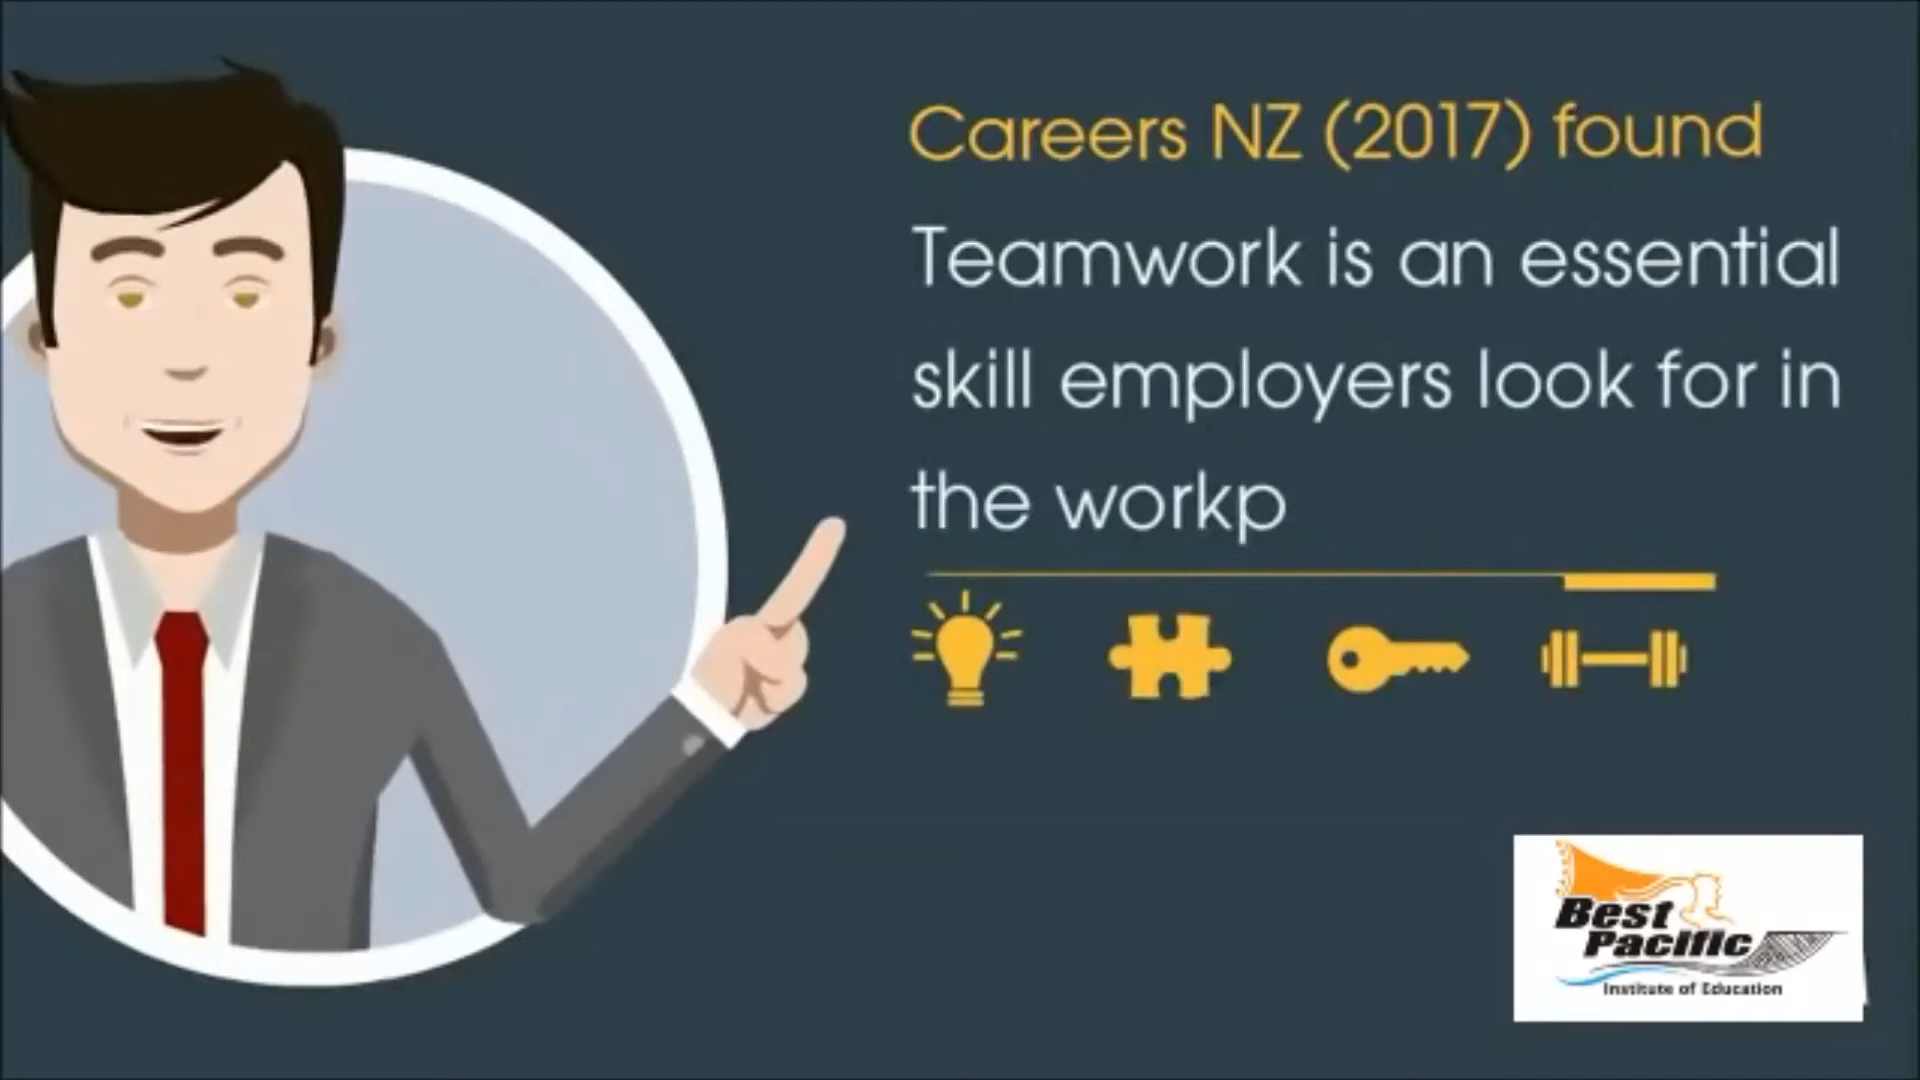 Careers NZ (2017) found
Teamwork is an essential
skill employers look for in
the workp
Best
Pacific
Institute of Education